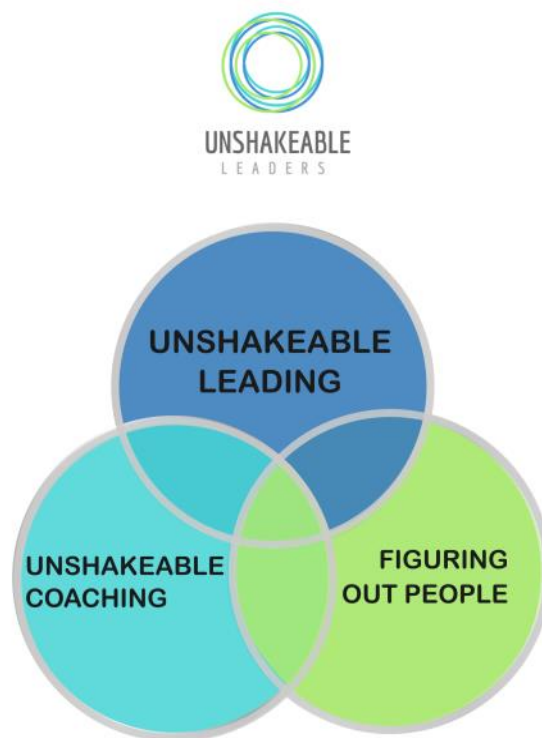 UNSHAKEABLE
LEADERS
UNSHAKEABLE
LEADING
UNSHAKEABLE
COACHING
FIGURING
OUT PEOPLE